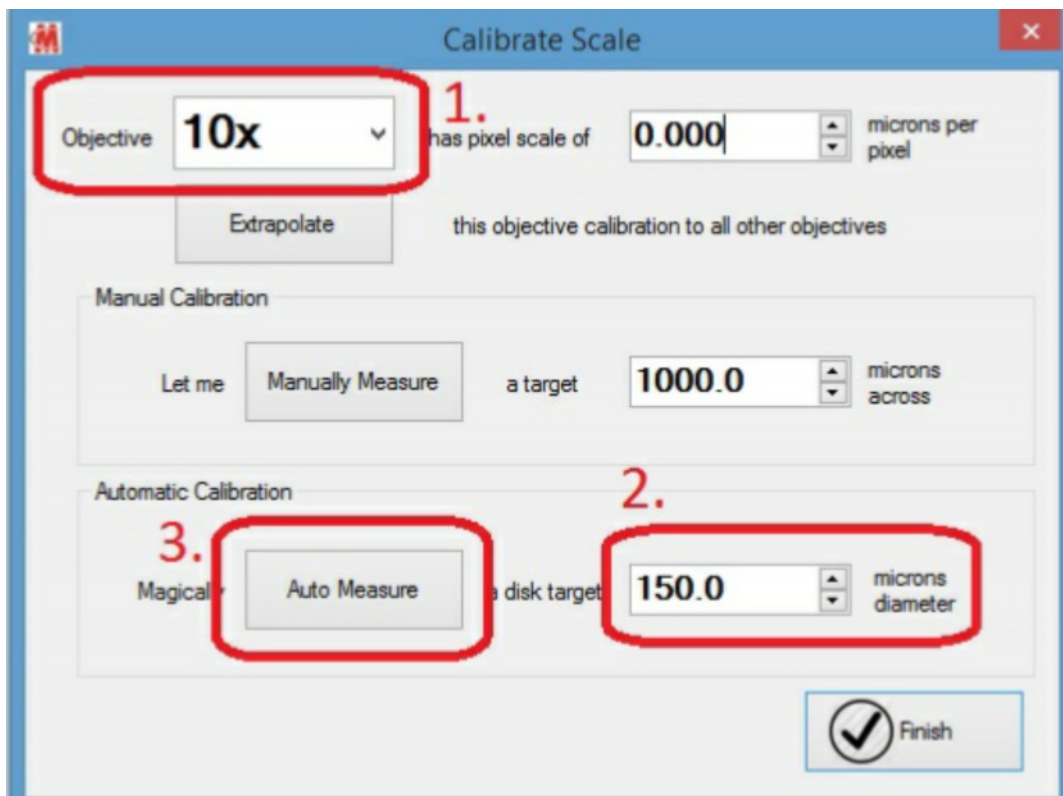 Calibrate Scale
1.
Objective 10x has pixel scale of 0.000 microns per
pixel
Extrapolate this objective calibration to all other objectives
Manual Calibration
Let me Manually Measure a target 1000.0 microns
across
Automatic Calibration
2.
3.
Magically Auto Measure a disk target 150.0 microns
diameter
Finish